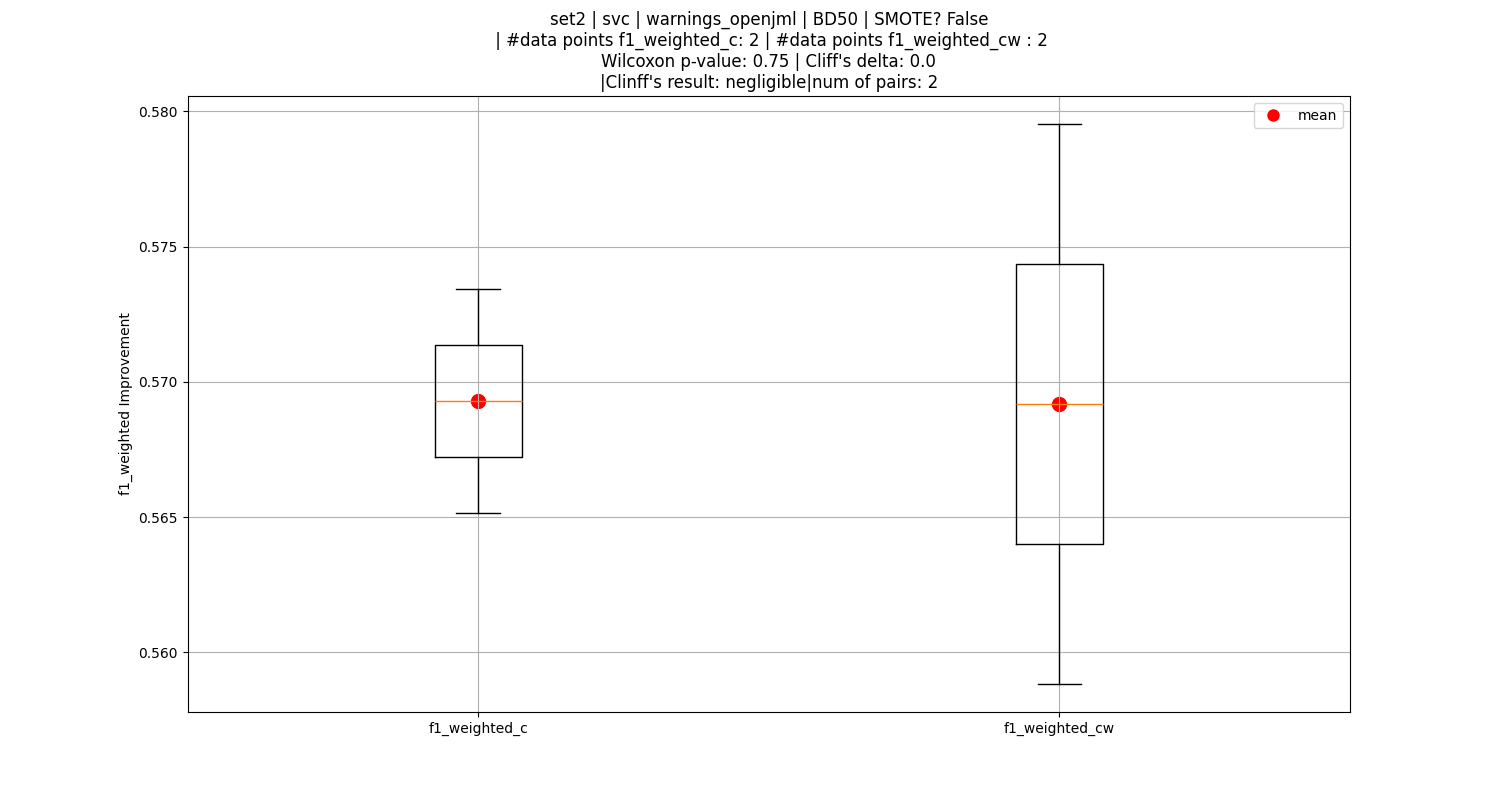 set2 | svc | warnings_openjml | BD50 | SMOTE? False
| #data points f1_weighted_c: 2 | #data points f1_weighted_cw : 2
Wilcoxon p-value: 0.75 | Cliff's delta: 0.0
|Clinff's result: negligible|num of pairs: 2
mean
0.580
0.575
0.570
0.565
0.560
f1_weighted Improvement
f1_weighted_c
f1_weighted_cw